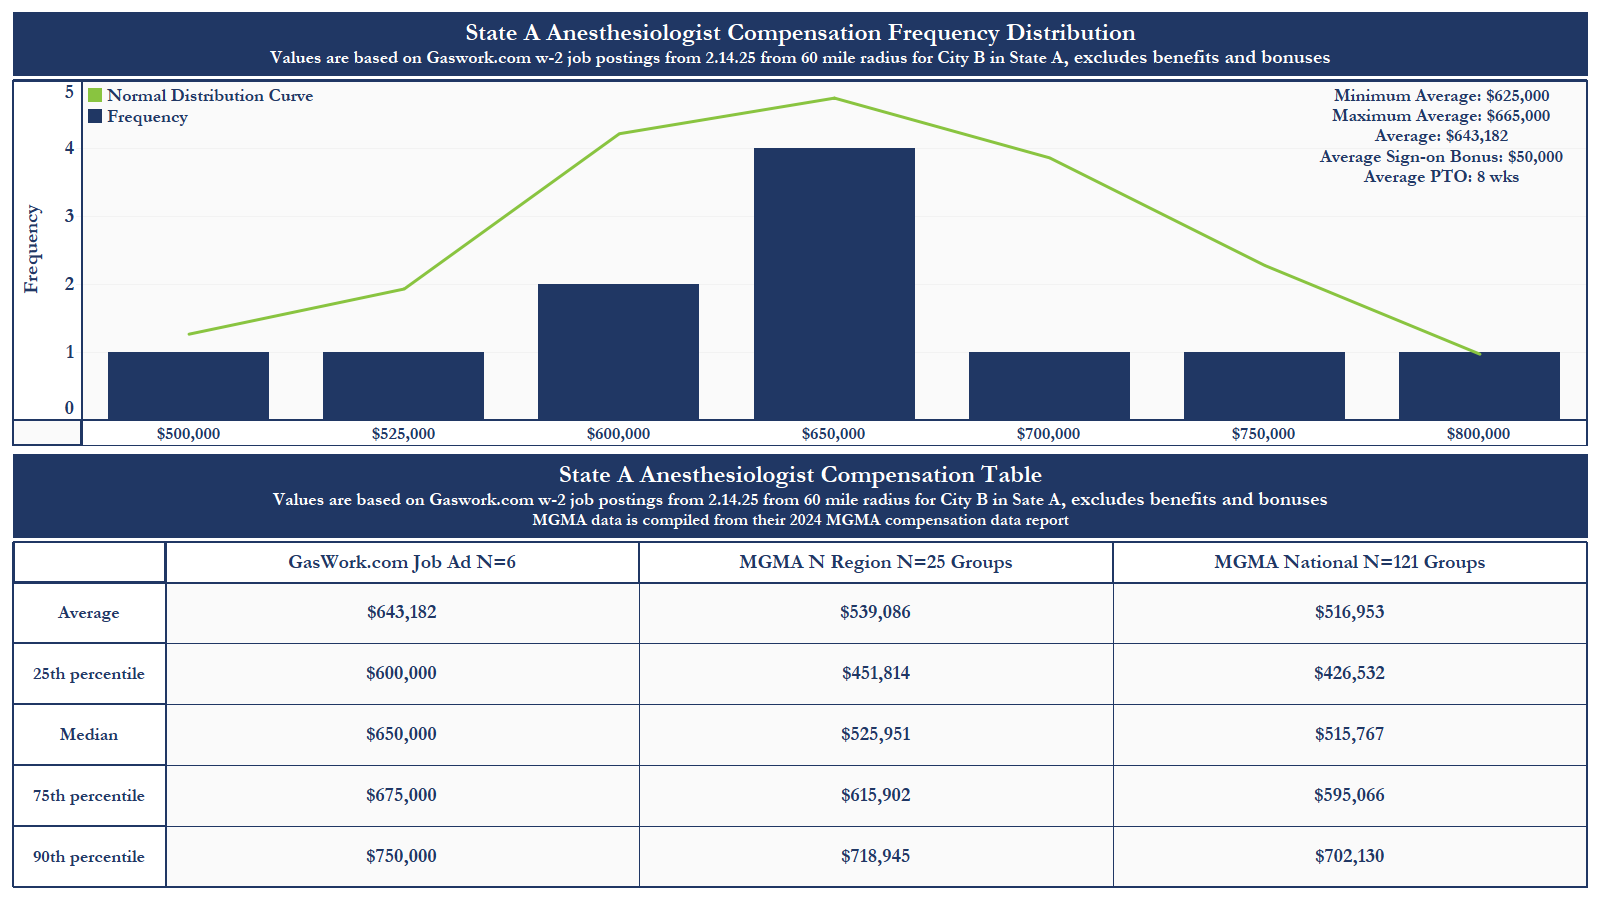 State A Anesthesiologist Compensation Frequency Distribution
Values are based on Gaswork.com w-2 job postings from 2.14.25 from 60 mile radius for City B in State A, excludes benefits and bonuses
Normal Distribution Curve
Frequency
Minimum Average: $625,000
Maximum Average: $665,000
Average: $643,182
Average Sign-on Bonus: $50,000
Average PTO: 8 wks
Frequency
5
4
3
2
1
0
$500,000 $525,000 $600,000 $650,000 $700,000 $750,000 $800,000
State A Anesthesiologist Compensation Table
Values are based on Gaswork.com w-2 job postings from 2.14.25 from 60 mile radius for City B in Sate A, excludes benefits and bonuses
MGMA data is compiled from their 2024 MGMA compensation data report
GasWork.com Job Ad N=6 MGMA N Region N=25 Groups MGMA National N=121 Groups
Average $643,182 $539,086 $516,953
25th percentile $600,000 $451,814 $426,532
Median $650,000 $525,951 $515,767
75th percentile $675,000 $615,902 $595,066
90th percentile $750,000 $718,945 $702,130